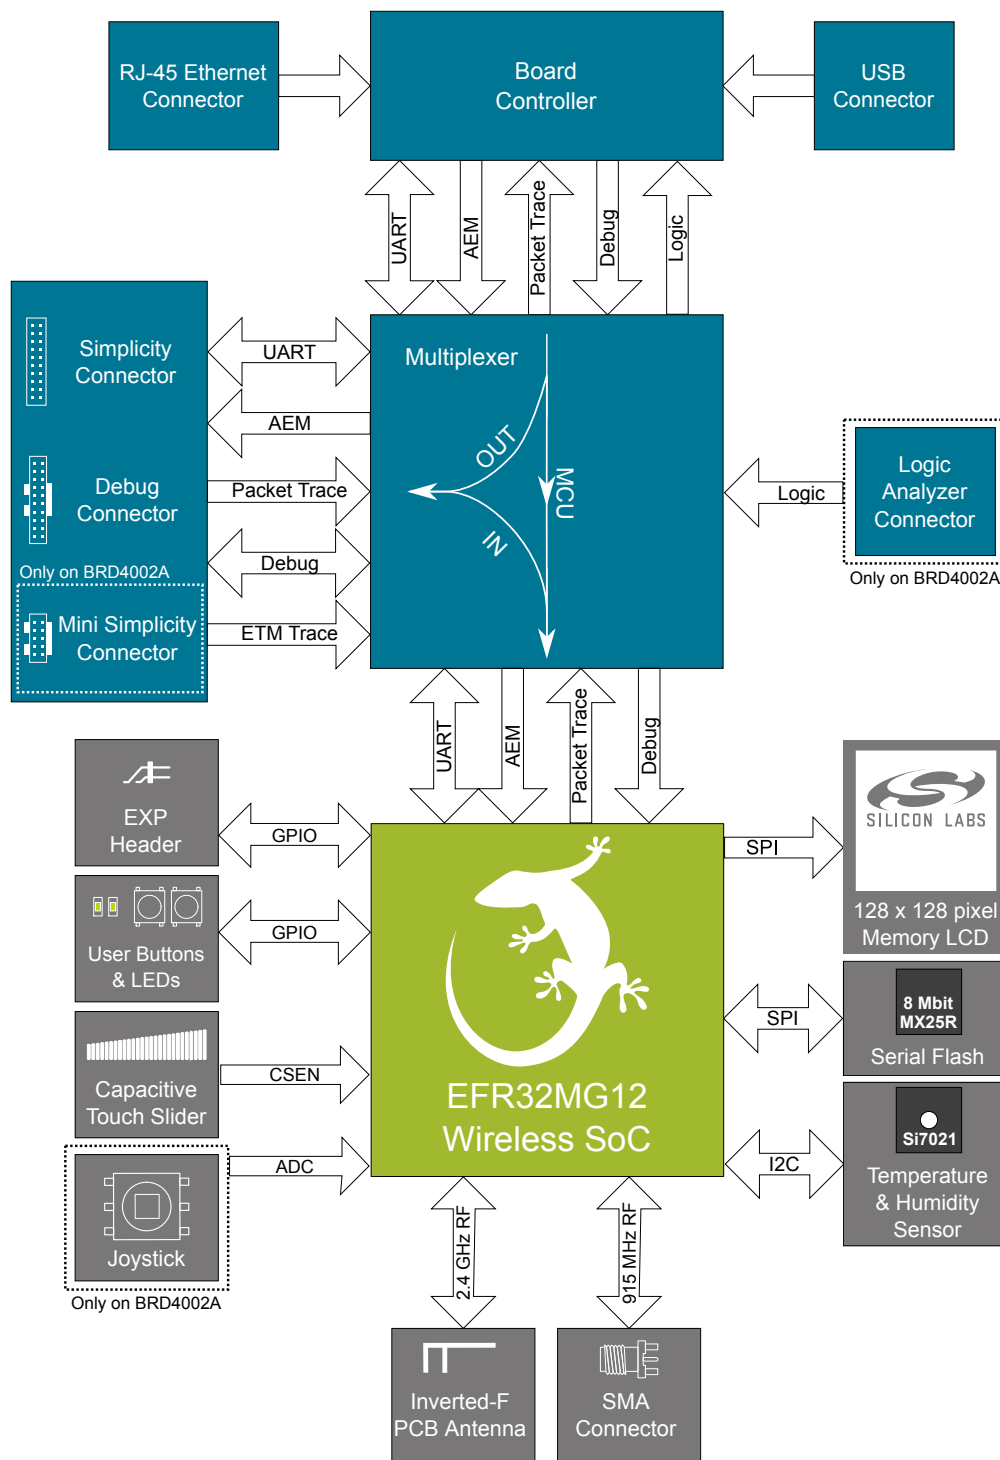 RJ-45 Ethernet
Connector
Board
Controller
USB
Connector
UART
AEM
Packet Trace
Debug
Logic
Simplicity
Connector
Debug
Connector
Only on BRD4002A
Mini Simplicity
Connector
UART
AEM
Packet Trace
Debug
ETM Trace
Multiplexer
OUT
MCU
IN
Logic
Logic
Analyzer
Connector
Only on BRD4002A
UART
AEM
Packet Trace
Debug
EXP
Header
GPIO
User Buttons
& LEDs
GPIO
Capacitive
Touch Slider
CSEN
Joystick
ADC
Only on BRD4002A
EFR32MG12
Wireless SoC
SPI
SILICON LABS
128 x 128 pixel
Memory LCD
SPI
8 Mbit
MX25R
Serial Flash
I2C
Si7021
Temperature
& Humidity
Sensor
2.4 GHz RF
915 MHz RF
Inverted-F
PCB Antenna
SMA
Connector